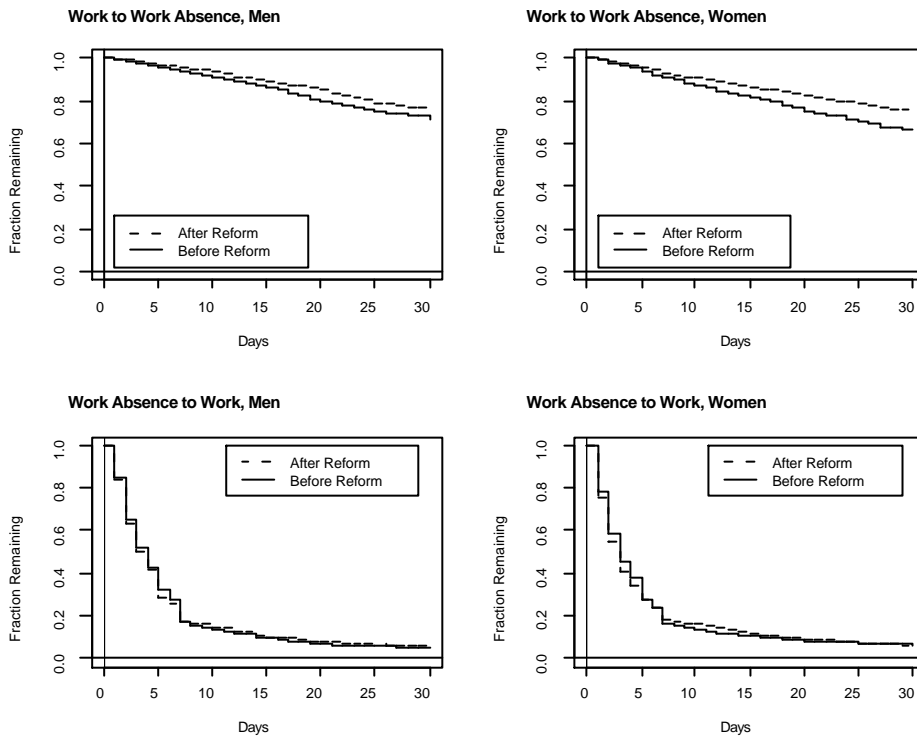 Work to Work Absence, Men
Fraction Remaining
1.0
0.8
0.6
0.4
0.2
0.0
After Reform
Before Reform
0 5 10 15 20 25 30
Days
Work to Work Absence, Women
Fraction Remaining
1.0
0.8
0.6
0.4
0.2
0.0
After Reform
Before Reform
0 5 10 15 20 25 30
Days
Work Absence to Work, Men
Fraction Remaining
1.0
0.8
0.6
0.4
0.2
0.0
After Reform
Before Reform
0 5 10 15 20 25 30
Days
Work Absence to Work, Women
Fraction Remaining
1.0
0.8
0.6
0.4
0.2
0.0
After Reform
Before Reform
0 5 10 15 20 25 30
Days